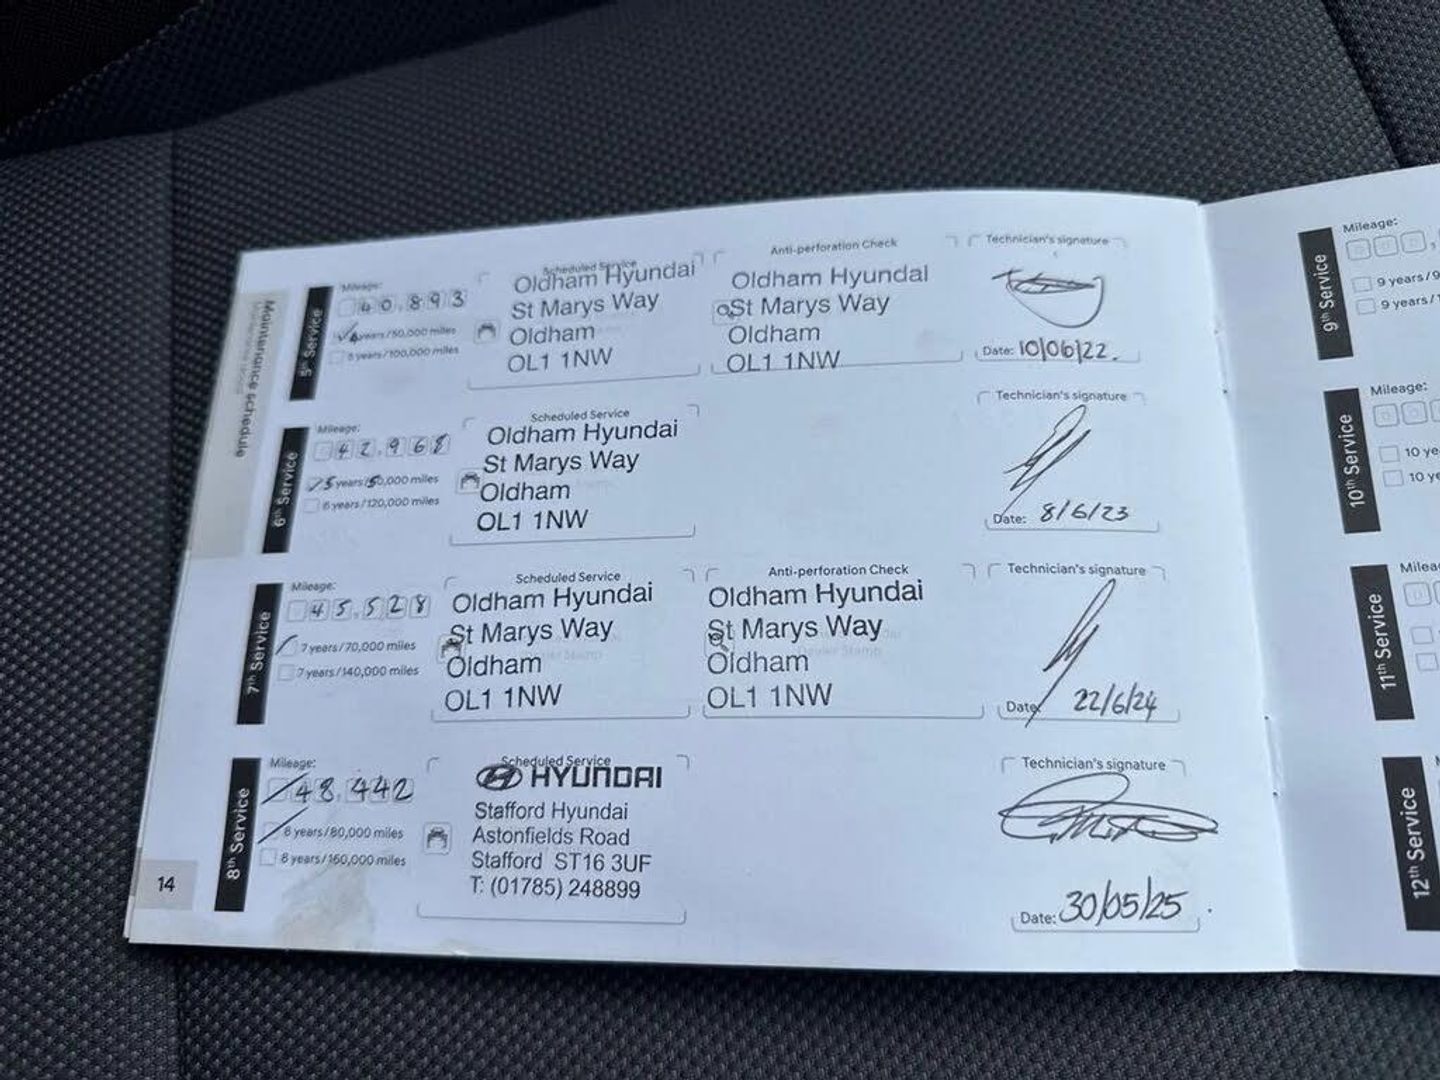 Maintenance schedule
5th Service
Mileage:
40,893
years/50,000 miles
years/100,000 miles
Scheduled Service
Oldham Hyundai
St Marys Way
Oldham
OL1 1NW
Anti-perforation Check
Oldham Hyundai
St Marys Way
Oldham
OL1 1NW
Technician's signature
Date: 10/06/22.
6th Service
Mileage:
42,968
years/ 0,000 miles
6 years/120,000 miles
Scheduled Service
Oldham Hyundai
St Marys Way
Oldham
OL1 1NW
Technician's signature
Date: 8/6/23
7th Service
Mileage:
45,528
7 years/70,000 miles
7 years/140,000 miles
Scheduled Service
Oldham Hyundai
St Marys Way
Oldham
OL1 1NW
Anti-perforation Check
Oldham Hyundai
St Marys Way
Oldham
OL1 1NW
Technician's signature
Date: 22/6/24
8th Service
Mileage:
48,442
8 years/80,000 miles
8 years/160,000 miles
Scheduled Service
HYUNDAI
Stafford Hyundai
Astonfields Road
Stafford ST16 3UF
T: (01785) 248899
Technician's signature
Date: 30/05/25.
14
9th Service
Mileage:
9 years/9
9 years/1
10th Service
Mileage:
10 ye
10 ye
11th Service
Milea
12th Service